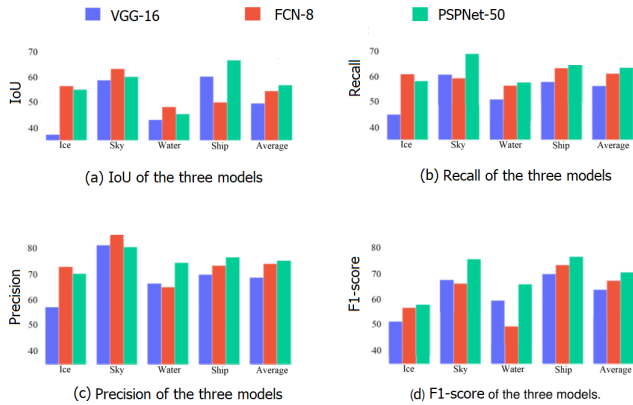 VGG-16 FCN-8 PSPNet-50
IoU
70
60
50
40
Ice Sky Water Ship Average
(a) IoU of the three models
Recall
70
60
50
40
Ice Sky Water Ship Average
(b) Recall of the three models
Precision
80
70
60
50
40
Ice Sky Water Ship Average
(c) Precision of the three models
F1-score
80
70
60
50
40
Ice Sky Water Ship Average
(d) F1-score of the three models.